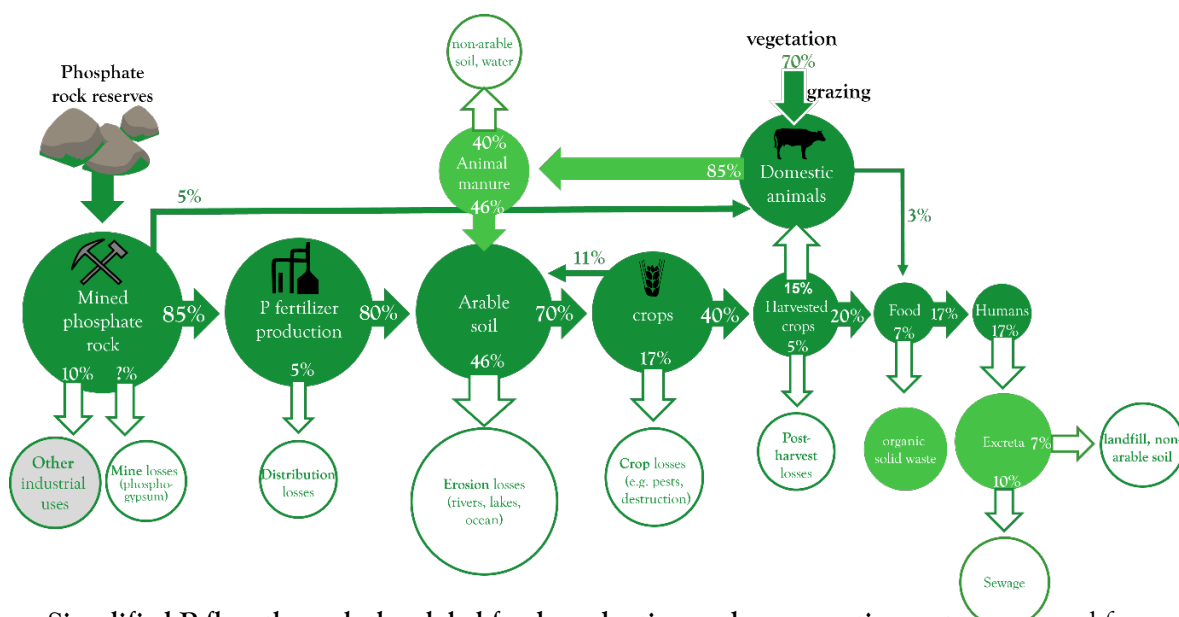 non-arable
soil, water
vegetation
70%
grazing
Phosphate
rock reserves
40%
Animal
manure
46%
85%
Domestic
animals
5%
3%
11%
Mined
phosphate
rock
85%
P fertilizer
production
80%
Arable
soil
70%
crops
40%
15%
Harvested
crops
20%
Food
17%
Humans
10%
?%
5%
46%
17%
5%
7%
17%
Other
industrial
uses
Mine losses
(phospho-
gypsum)
Distribution
losses
Erosion losses
(rivers, lakes,
ocean)
Crop losses
(e.g. pests,
destruction)
Post-
harvest
losses
organic
solid waste
Excreta
7%
10%
landfill, non-
arable soil
Sewage